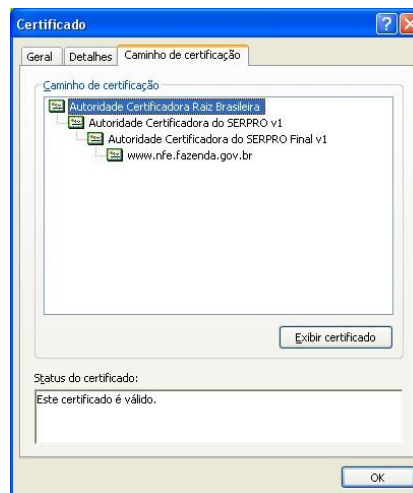 Certificado
Geral Detalhes Caminho de certificação
Caminho de certificação
Autoridade Certificadora Raiz Brasileira
Autoridade Certificadora do SERPRO v1
Autoridade Certificadora do SERPRO Final v1
www.nfe.fazenda.gov.br
Exibir certificado
Status do certificado:
Este certificado é válido.
OK